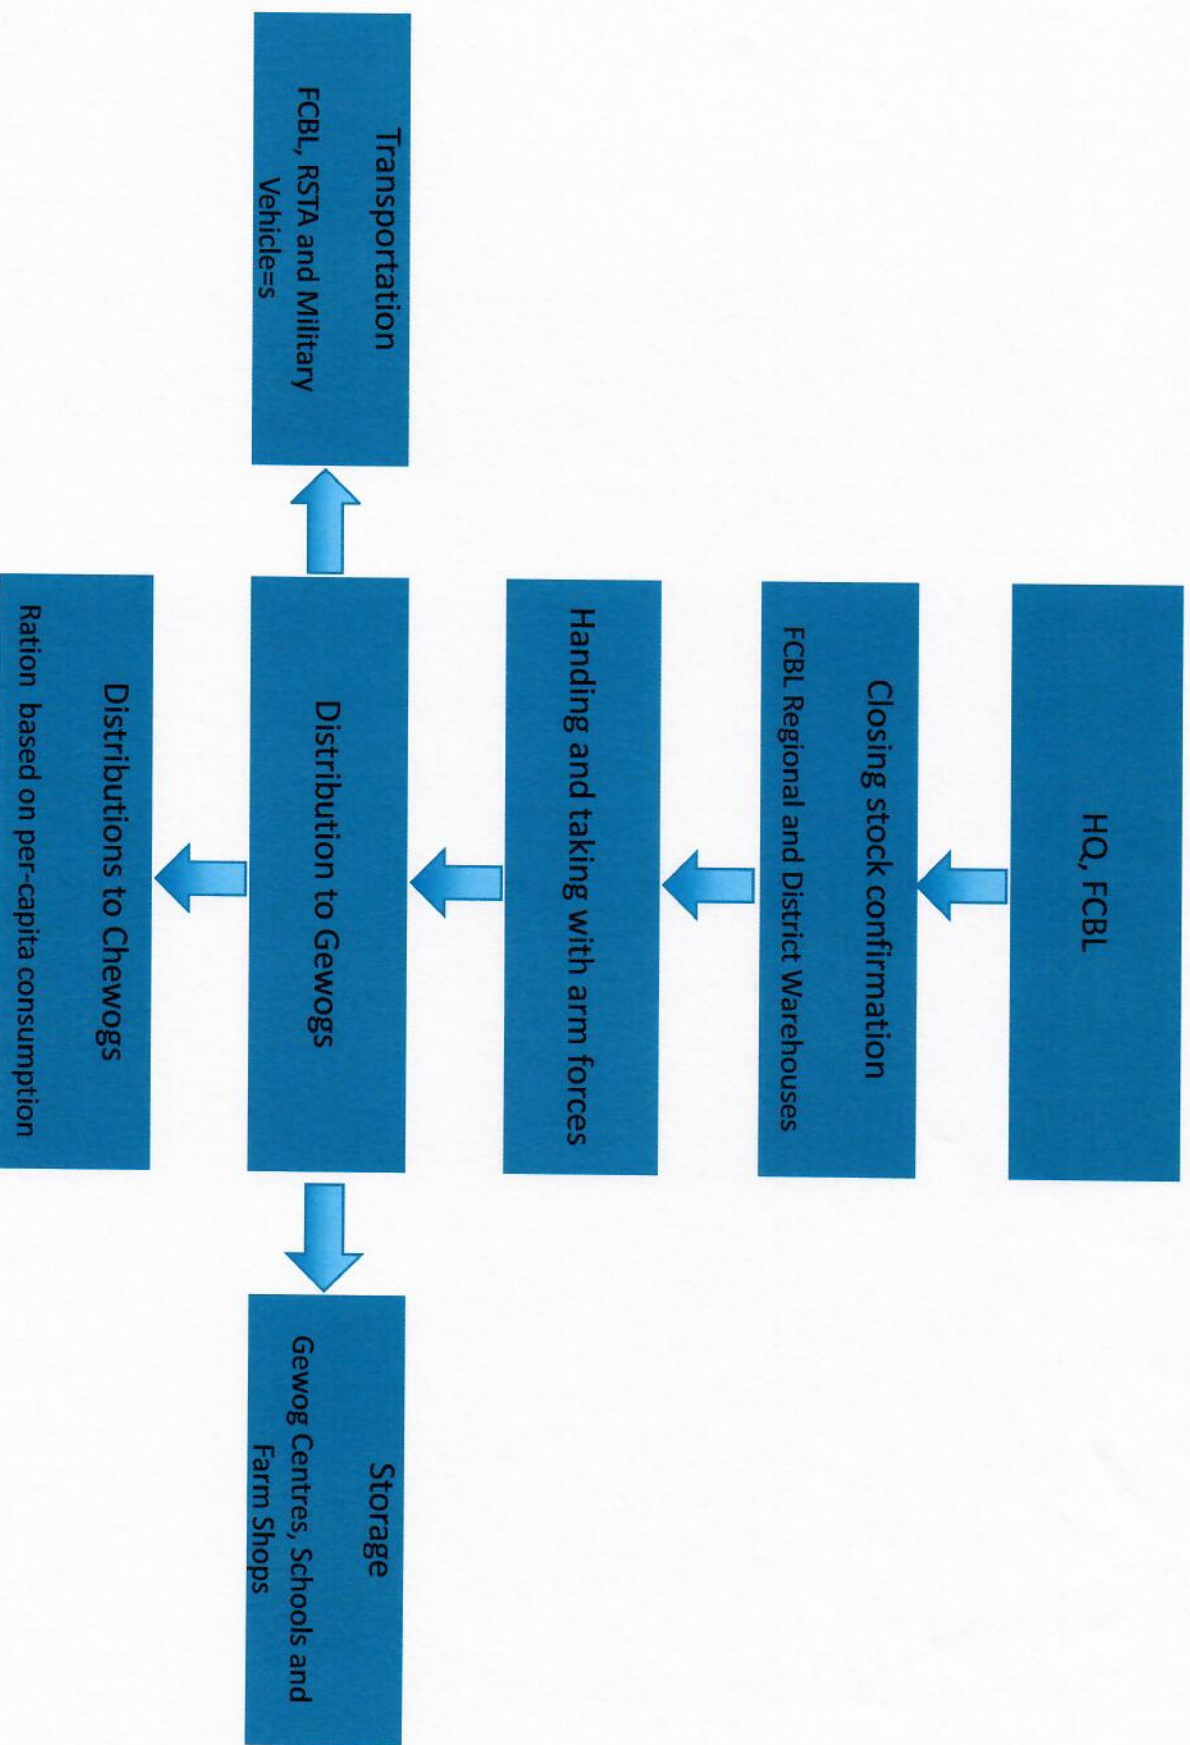 HQ, FCBL
Closing stock confirmation
FCBL Regional and District Warehouses
Handing and taking with arm forces
Transportation
FCBL, RSTA and Military
Vehicle=s
Distribution to Gewogs
Storage
Gewog Centres, Schools and
Farm Shops
Distributions to Chewogs
Ration based on per-capita consumption